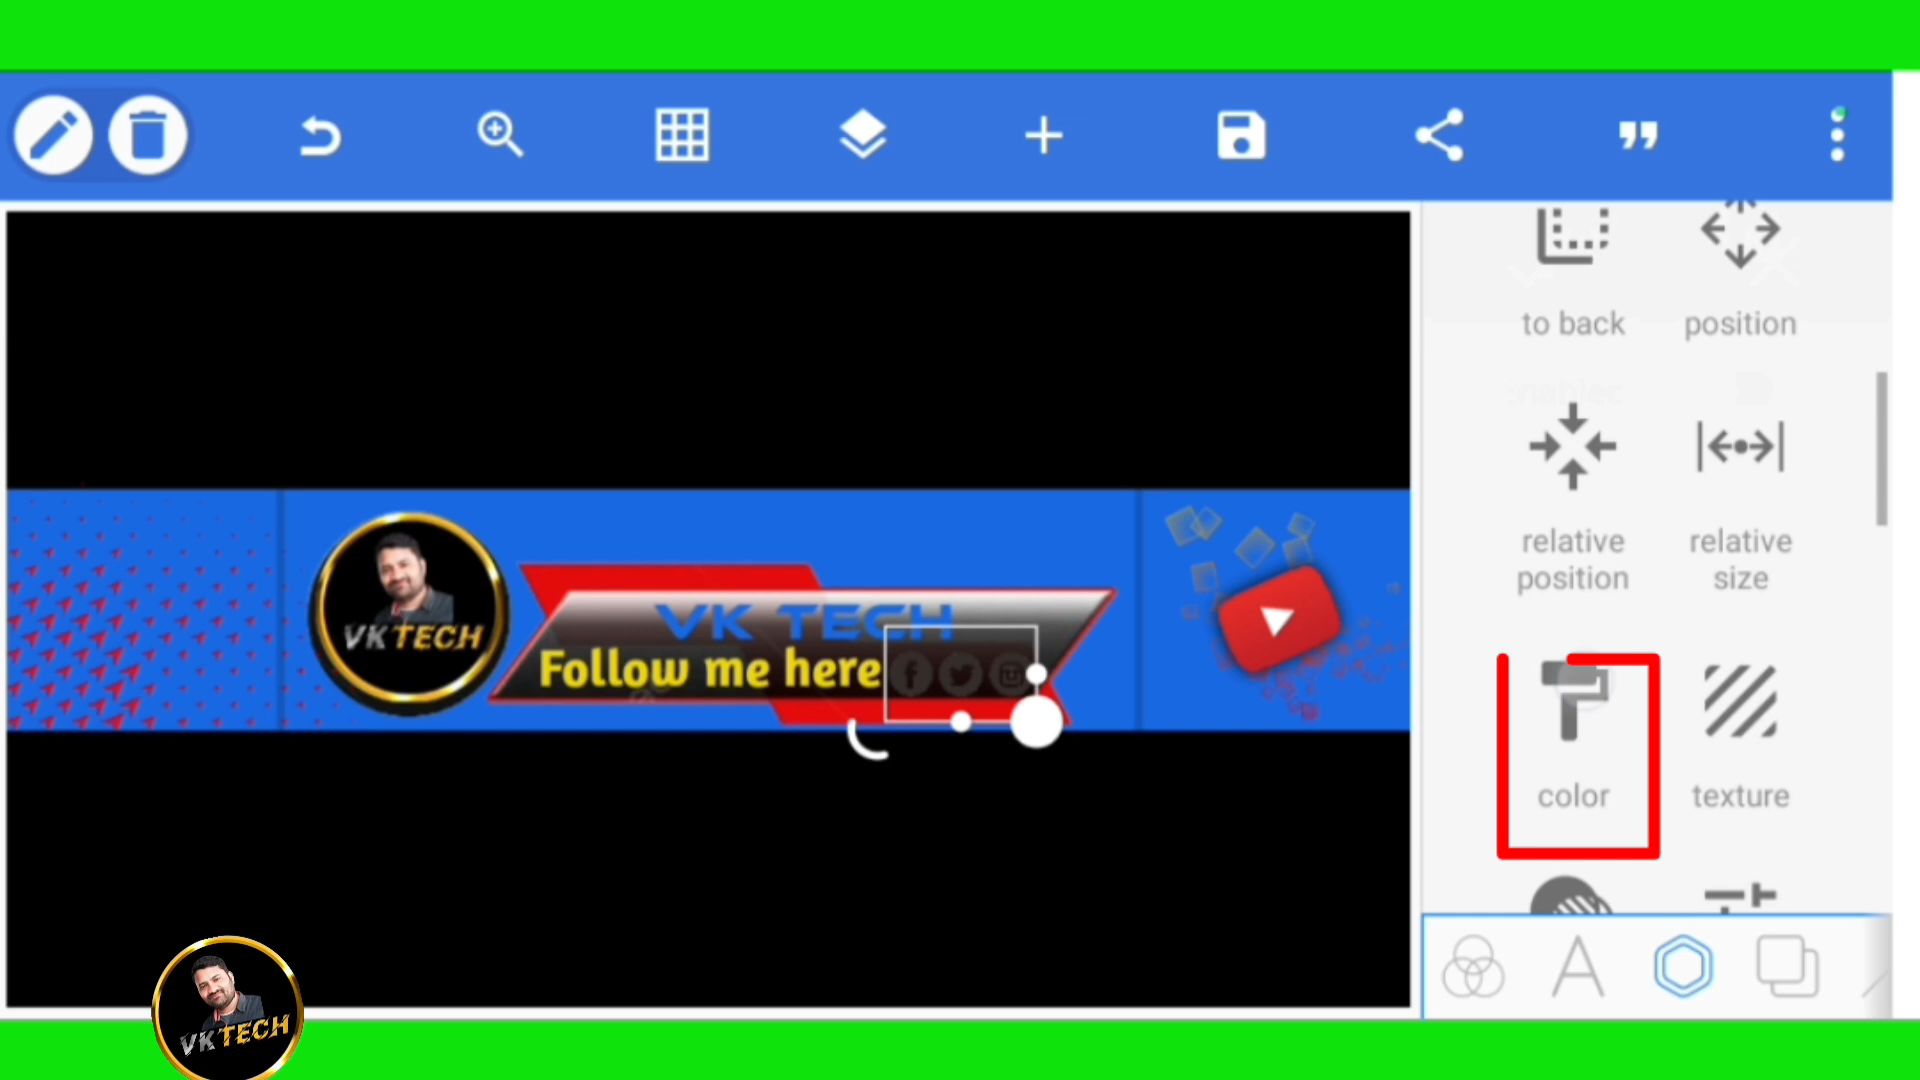 to back
position
relative
position
relative
size
VK TECH
VKTECH
Follow me here
color
texture
VKTECH